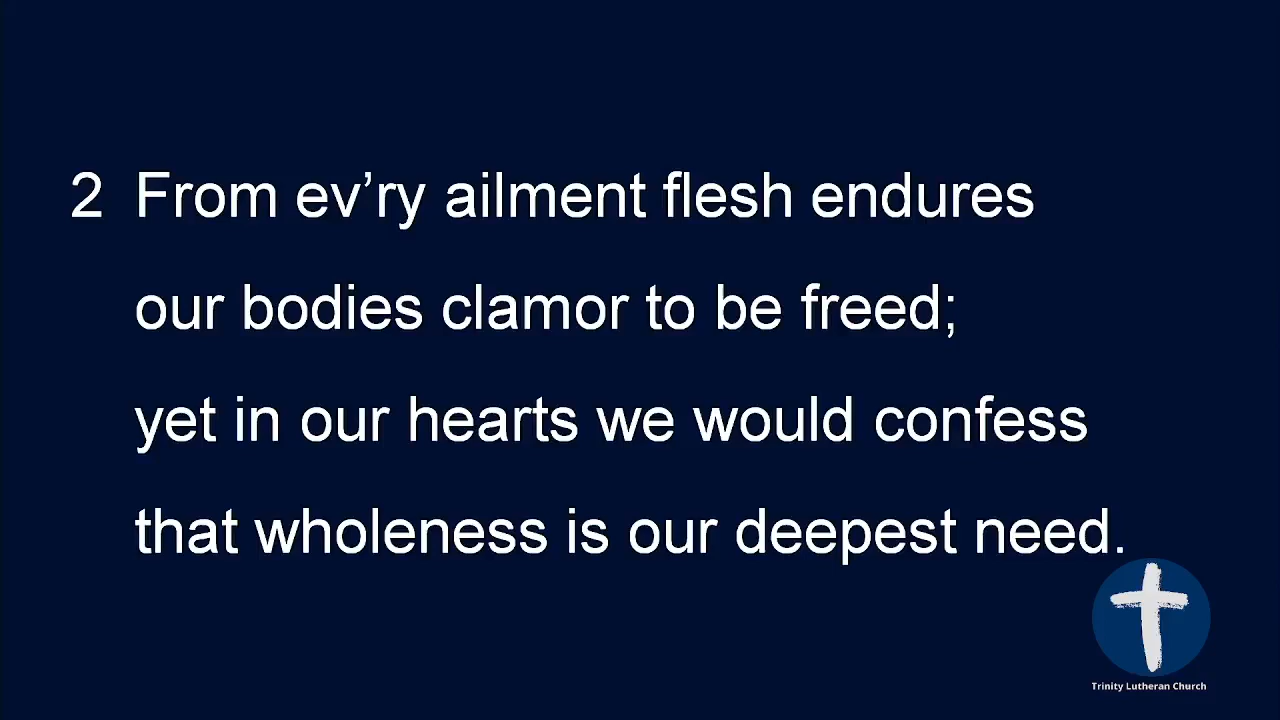 2 From ev’ry ailment flesh endures
our bodies clamor to be freed;
yet in our hearts we would confess
that wholeness is our deepest need.
Trinity Lutheran Church